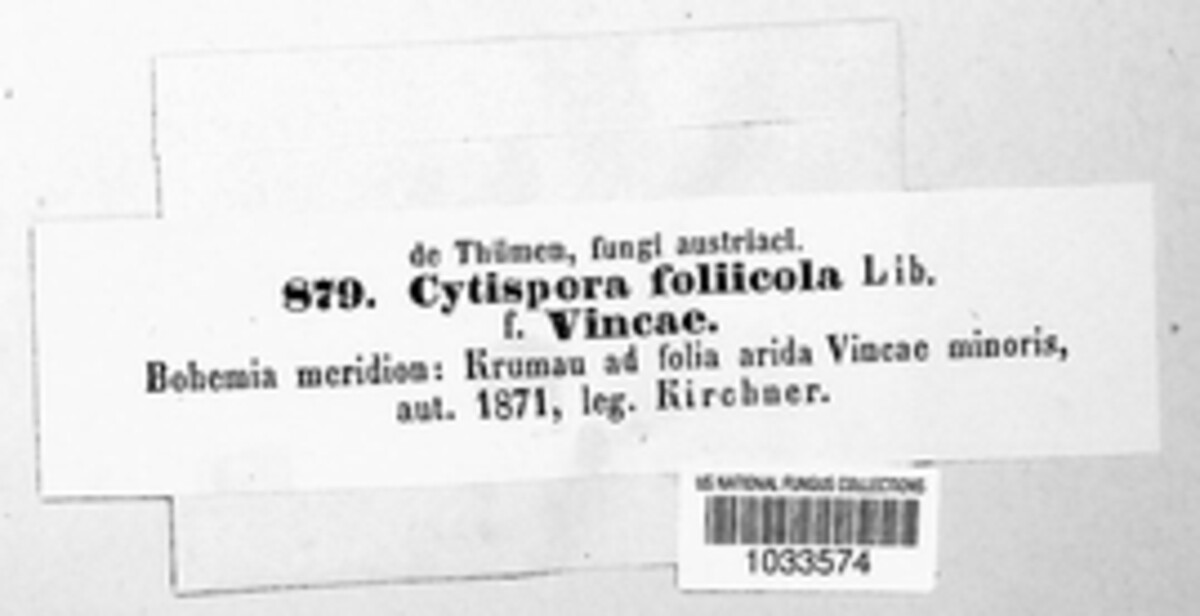 de Thümen, fungi austriaci.
879. Cytispora foliicola Lib.
f. Vincae.
Bohemia meridion: Krumau ad folia arida Vincae minoris,
aut. 1871, leg. Kirchner.
US NATIONAL FUNGUS COLLECTIONS
1033574